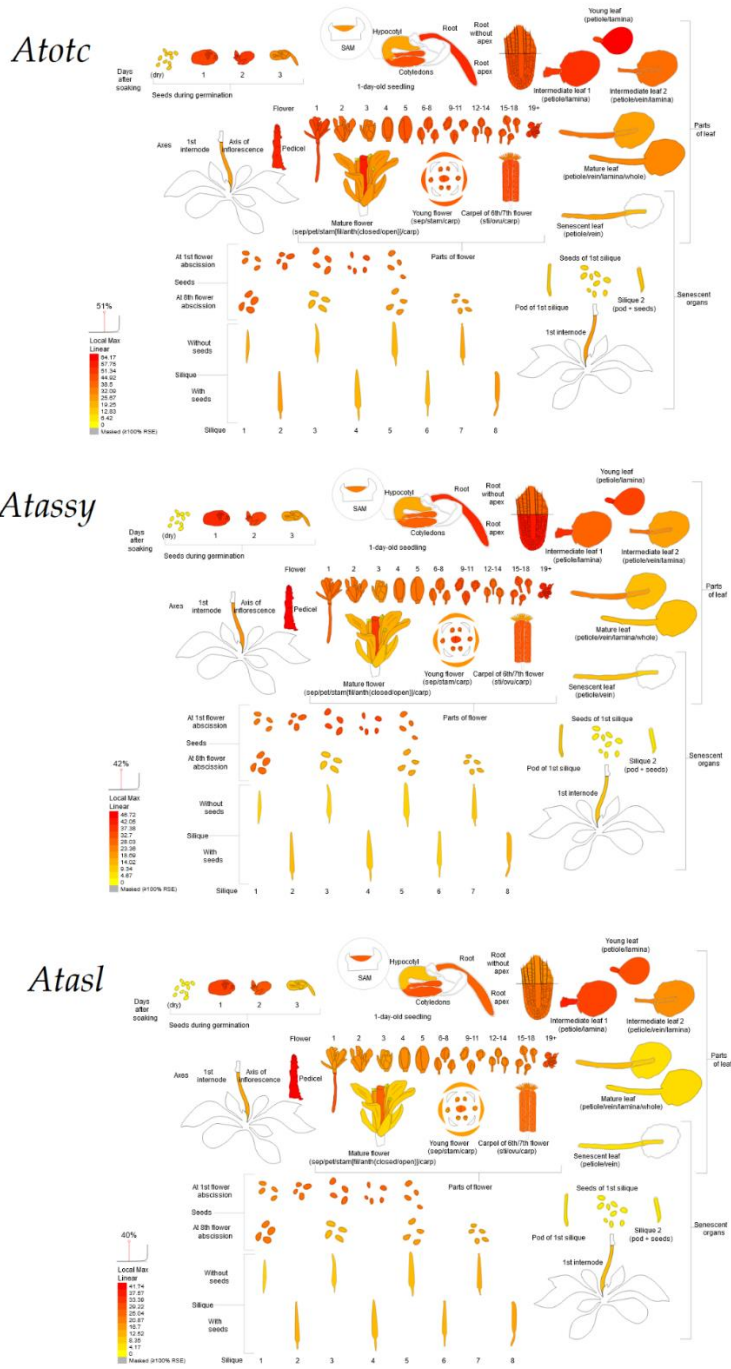 Atotc
Young leaf
(petiole/lamina)
SAM
Hypocotyl
Root
Cotyledons
1-day-old seedling
Root without apex
Root apex
Days after soaking
(dry) 1 2 3
Seeds during germination
Intermediate leaf 1
(petiole/lamina)
Intermediate leaf 2
(petiole/vein/lamina)
Flower 1 2 3 4 5 6-8 9-11 12-14 15-18 19+
Axes
1st internode
Axis of inflorescence
Pedicel
Parts of leaf
Mature leaf
(petiole/vein/lamina/whole)
Mature flower
(sep/pet/stam[fil/anth(closed/open)]/carp)
Young flower
(sep/stam/carp)
Carpel of 6th/7th flower
(sti/ovu/carp)
Senescent leaf
(petiole/vein)
At 1st flower abscission
Seeds
At 8th flower abscission
Parts of flower
Seeds of 1st silique
Pod of 1st silique
Silique 2
(pod + seeds)
Senescent organs
1st internode
Without seeds
Silique
With seeds
Silique 1 2 3 4 5 6 7 8
51%
Local Max
Linear
64.17
57.75
51.34
44.92
38.5
32.09
25.67
19.25
12.83
6.42
0
Masked (≥100% RSE)
Atassy
Young leaf
(petiole/lamina)
SAM
Hypocotyl
Root
Cotyledons
1-day-old seedling
Root without apex
Root apex
Days after soaking
(dry) 1 2 3
Seeds during germination
Intermediate leaf 1
(petiole/lamina)
Intermediate leaf 2
(petiole/vein/lamina)
Flower 1 2 3 4 5 6-8 9-11 12-14 15-18 19+
Axes
1st internode
Axis of inflorescence
Pedicel
Parts of leaf
Mature leaf
(petiole/vein/lamina/whole)
Mature flower
(sep/pet/stam[fil/anth(closed/open)]/carp)
Young flower
(sep/stam/carp)
Carpel of 6th/7th flower
(sti/ovu/carp)
Senescent leaf
(petiole/vein)
At 1st flower abscission
Seeds
At 8th flower abscission
Parts of flower
Seeds of 1st silique
Pod of 1st silique
Silique 2
(pod + seeds)
Senescent organs
1st internode
Without seeds
Silique
With seeds
Silique 1 2 3 4 5 6 7 8
42%
Local Max
Linear
46.72
42.05
37.38
32.7
28.03
23.36
18.69
14.02
9.34
4.67
0
Masked (≥100% RSE)
Atasl
Young leaf
(petiole/lamina)
SAM
Hypocotyl
Root
Cotyledons
1-day-old seedling
Root without apex
Root apex
Days after soaking
(dry) 1 2 3
Seeds during germination
Intermediate leaf 1
(petiole/lamina)
Intermediate leaf 2
(petiole/vein/lamina)
Flower 1 2 3 4 5 6-8 9-11 12-14 15-18 19+
Axes
1st internode
Axis of inflorescence
Pedicel
Parts of leaf
Mature leaf
(petiole/vein/lamina/whole)
Mature flower
(sep/pet/stam[fil/anth(closed/open)]/carp)
Young flower
(sep/stam/carp)
Carpel of 6th/7th flower
(sti/ovu/carp)
Senescent leaf
(petiole/vein)
At 1st flower abscission
Seeds
At 8th flower abscission
Parts of flower
Seeds of 1st silique
Pod of 1st silique
Silique 2
(pod + seeds)
Senescent organs
1st internode
Without seeds
Silique
With seeds
Silique 1 2 3 4 5 6 7 8
40%
Local Max
Linear
41.74
37.57
33.39
29.22
25.04
20.87
16.7
12.52
8.35
4.17
0
Masked (≥100% RSE)